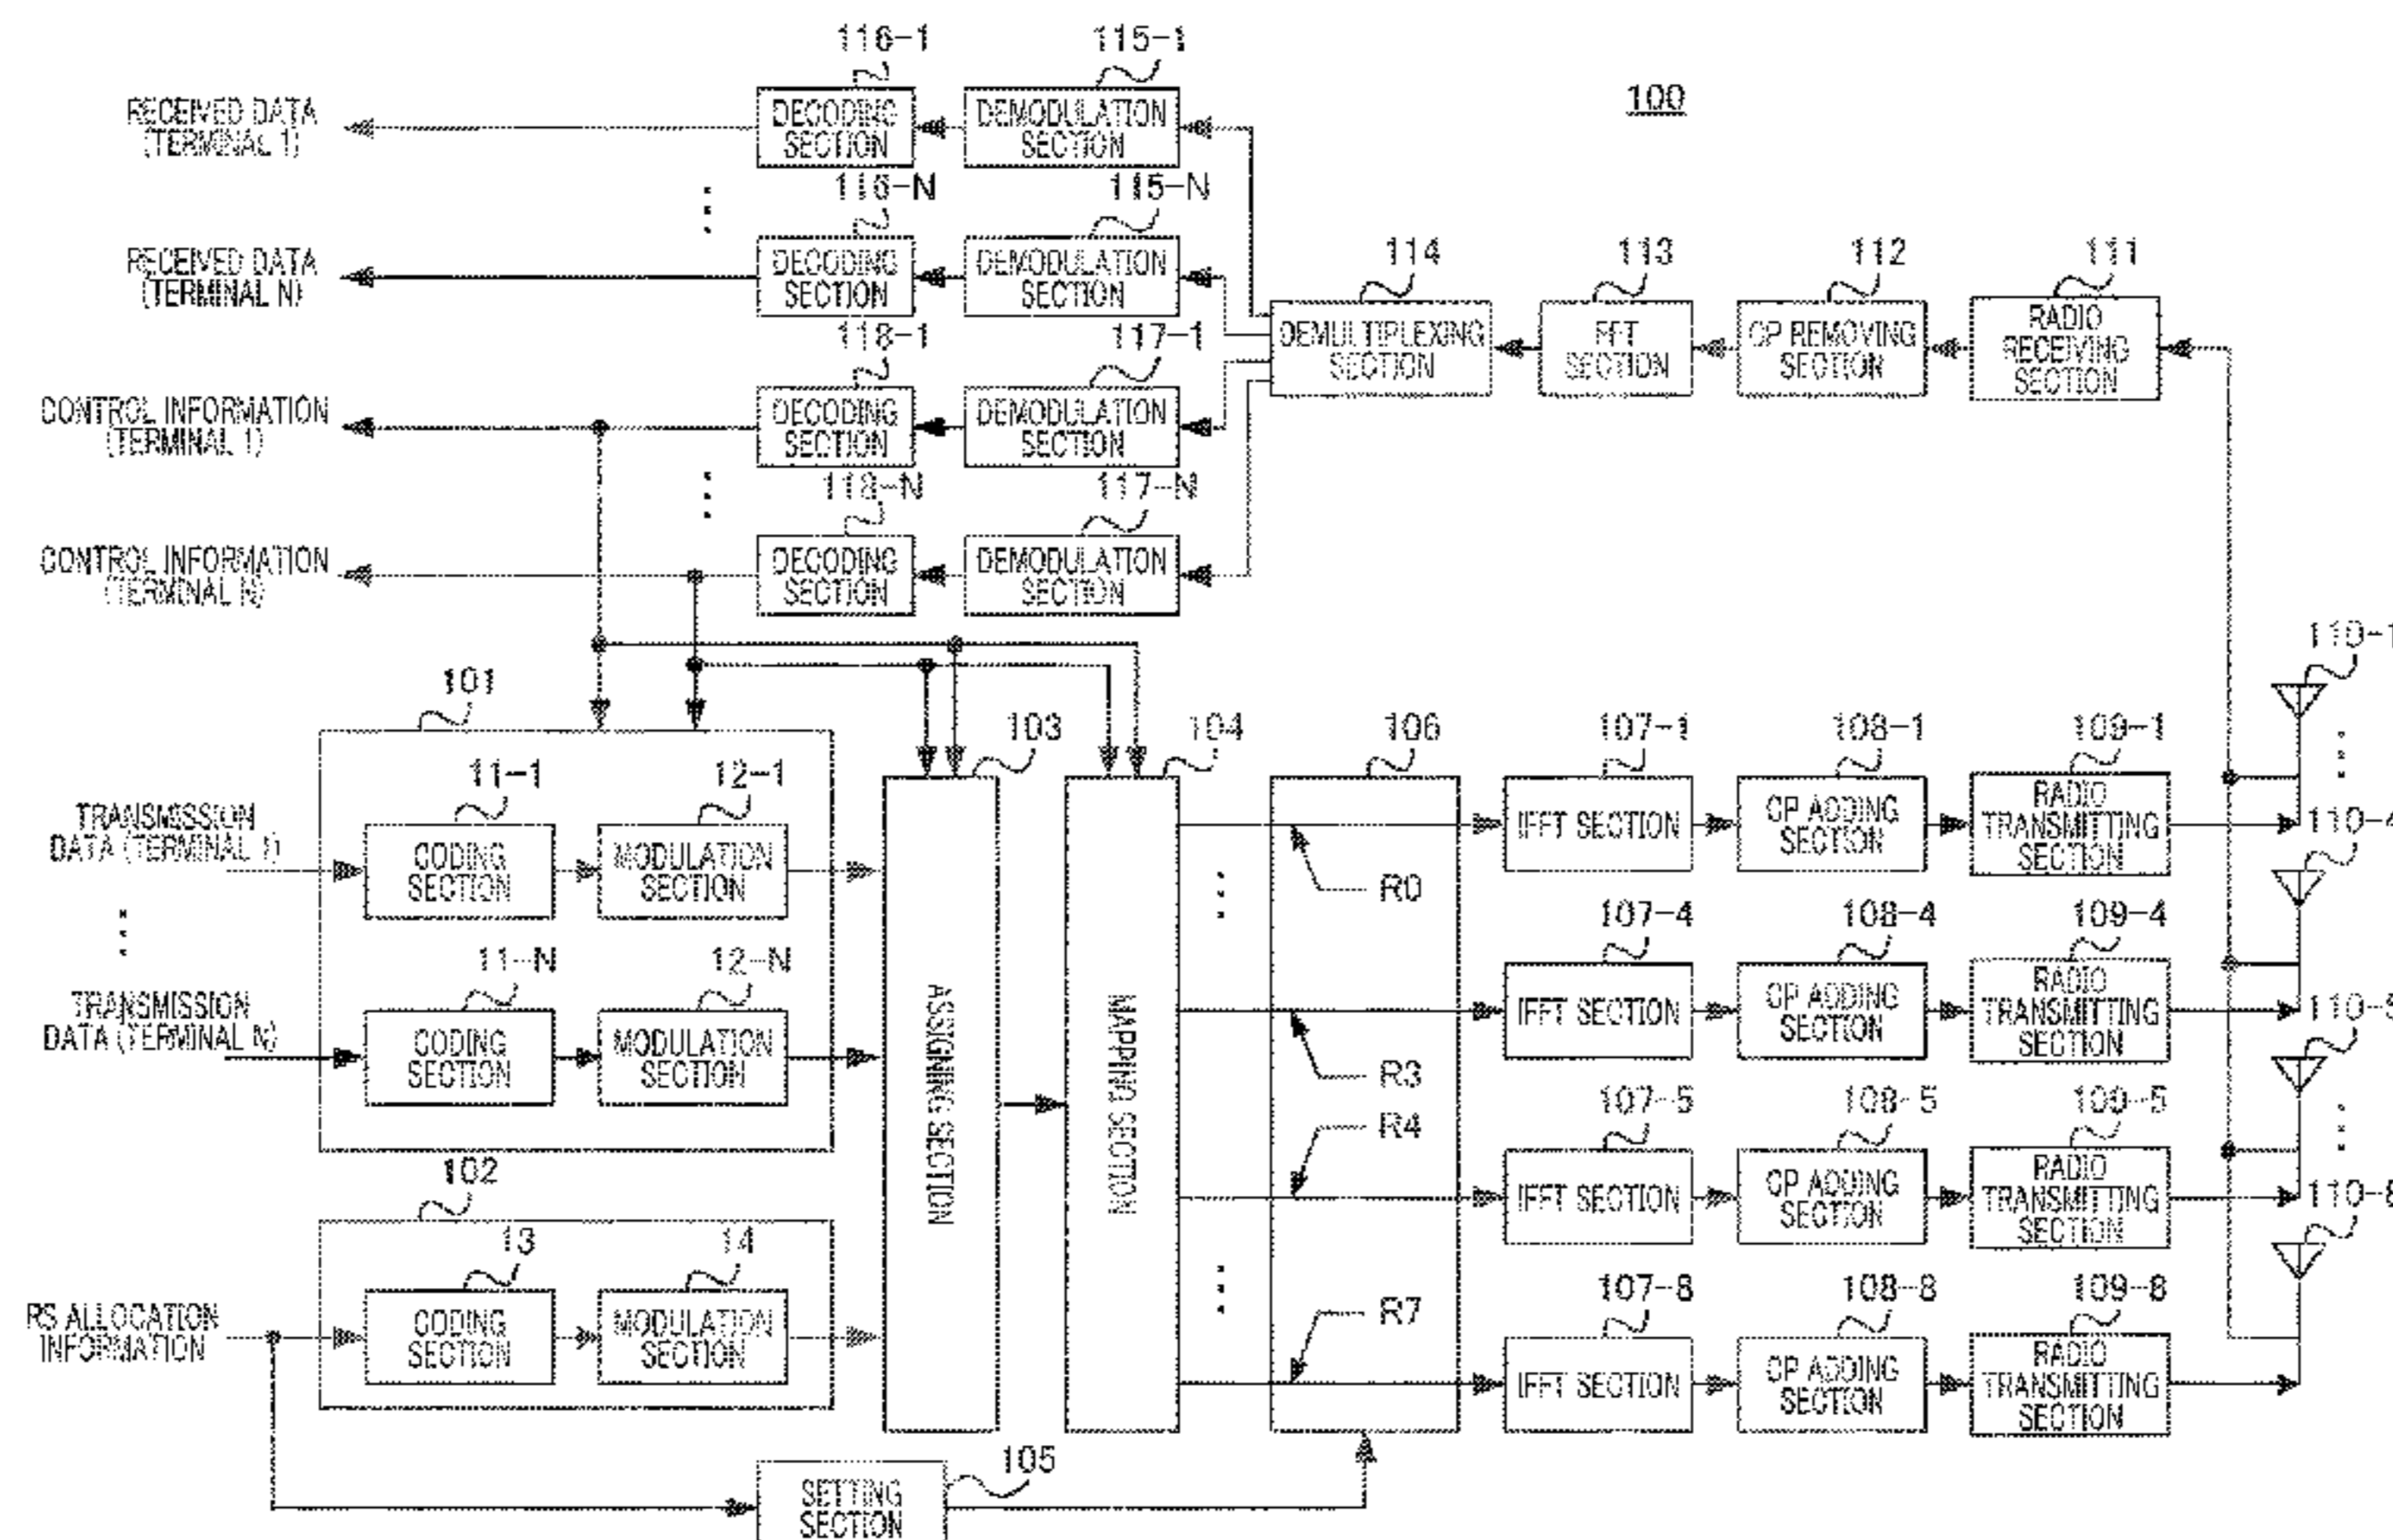 116-1
115-1
100
RECEIVED DATA
(TERMINAL 1)
DECODING
SECTION
DEMODULATION
SECTION
116-N
115-N
RECEIVED DATA
(TERMINAL N)
DECODING
SECTION
DEMODULATION
SECTION
114
113
112
111
DEMULTIPLEXING
SECTION
FFT
SECTION
CP REMOVING
SECTION
RADIO
RECEIVING
SECTION
118-1
117-1
CONTROL INFORMATION
(TERMINAL 1)
DECODING
SECTION
DEMODULATION
SECTION
118-N
117-N
CONTROL INFORMATION
(TERMINAL N)
DECODING
SECTION
DEMODULATION
SECTION
110-1
101
103
104
106
107-1
108-1
109-1
11-1
12-1
TRANSMISSION
DATA (TERMINAL 1)
CODING
SECTION
MODULATION
SECTION
IFFT SECTION
CP ADDING
SECTION
RADIO
TRANSMITTING
SECTION
110-4
R0
107-4
108-4
109-4
11-N
12-N
TRANSMISSION
DATA (TERMINAL N)
CODING
SECTION
MODULATION
SECTION
ASSIGNING SECTION
MAPPING SECTION
IFFT SECTION
CP ADDING
SECTION
RADIO
TRANSMITTING
SECTION
110-5
R3
107-5
108-5
109-5
R4
IFFT SECTION
CP ADDING
SECTION
RADIO
TRANSMITTING
SECTION
110-8
102
13
14
107-8
108-8
109-8
R7
RS ALLOCATION
INFORMATION
CODING
SECTION
MODULATION
SECTION
IFFT SECTION
CP ADDING
SECTION
RADIO
TRANSMITTING
SECTION
105
SETTING
SECTION